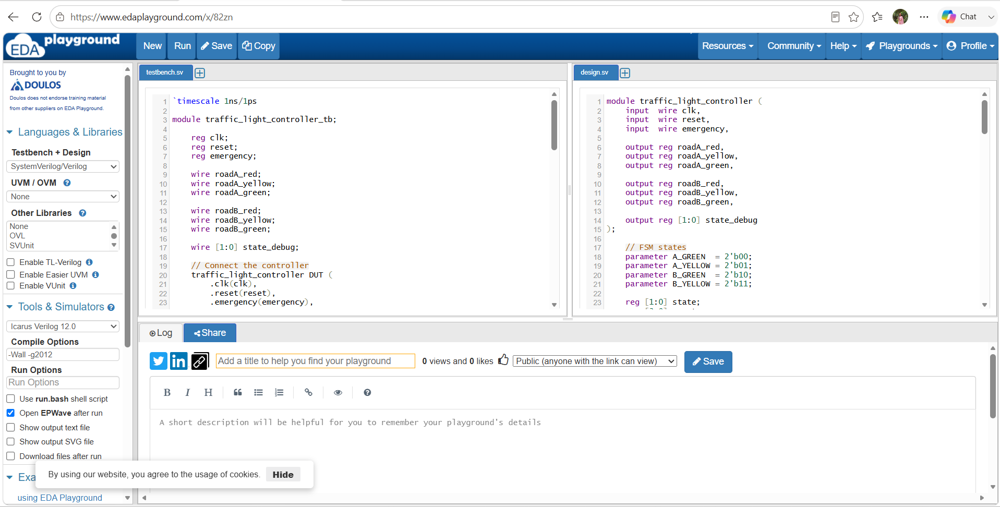 https://www.edaplayground.com/x/82zn
Chat
EDA playground
New
Run
Save
Copy
Resources
Community
Help
Playgrounds
Profile
Brought to you by
DOULOS
Doulos does not endorse training material
from other suppliers on EDA Playground.
Languages & Libraries
Testbench + Design
SystemVerilog/Verilog
UVM / OVM
None
Other Libraries
None
OVL
SVUnit
Enable TL-Verilog
Enable Easier UVM
Enable VUnit
Tools & Simulators
Icarus Verilog 12.0
Compile Options
-Wall -g2012
Run Options
Run Options
Use run.bash shell script
Open EPWave after run
Show output text file
Show output SVG file
Download files after run
Exa
using EDA Playground
testbench.sv
1 `timescale 1ns/1ps
2
3 module traffic_light_controller_tb;
4
5 reg clk;
6 reg reset;
7 reg emergency;
8
9 wire roadA_red;
10 wire roadA_yellow;
11 wire roadA_green;
12
13 wire roadB_red;
14 wire roadB_yellow;
15 wire roadB_green;
16
17 wire [1:0] state_debug;
18
19 // Connect the controller
20 traffic_light_controller DUT (
21 .clk(clk),
22 .reset(reset),
23 .emergency(emergency),
design.sv
1 module traffic_light_controller (
2 input wire clk,
3 input wire reset,
4 input wire emergency,
5
6 output reg roadA_red,
7 output reg roadA_yellow,
8 output reg roadA_green,
9
10 output reg roadB_red,
11 output reg roadB_yellow,
12 output reg roadB_green,
13
14 output reg [1:0] state_debug
15 );
16
17 // FSM states
18 parameter A_GREEN = 2'b00;
19 parameter A_YELLOW = 2'b01;
20 parameter B_GREEN = 2'b10;
21 parameter B_YELLOW = 2'b11;
22
23 reg [1:0] state;
Log
Share
Add a title to help you find your playground
0 views and 0 likes
Public (anyone with the link can view)
Save
B I H
A short description will be helpful for you to remember your playground's details
By using our website, you agree to the usage of cookies.
Hide